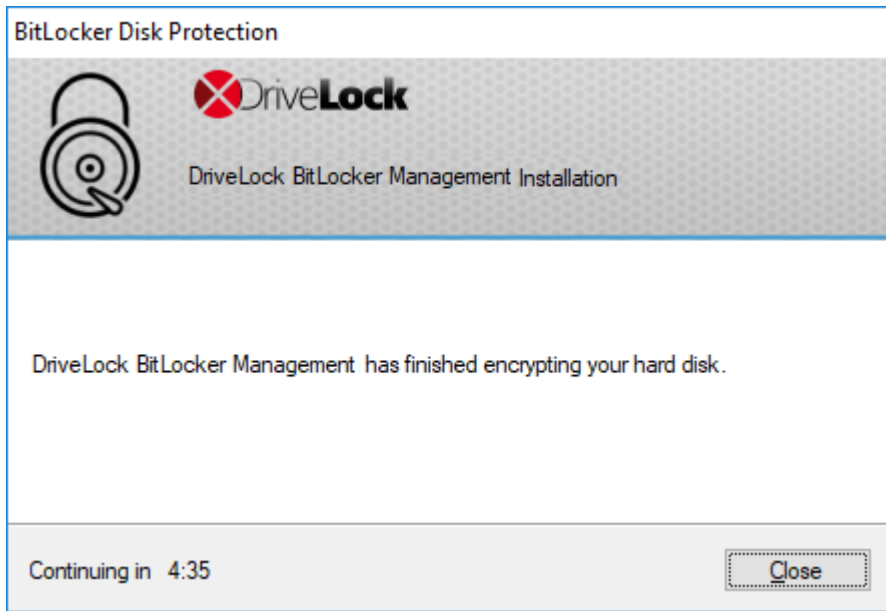 BitLocker Disk Protection
DriveLock
DriveLock BitLocker Management Installation
DriveLock BitLocker Management has finished encrypting your hard disk.
Continuing in 4:35
Close